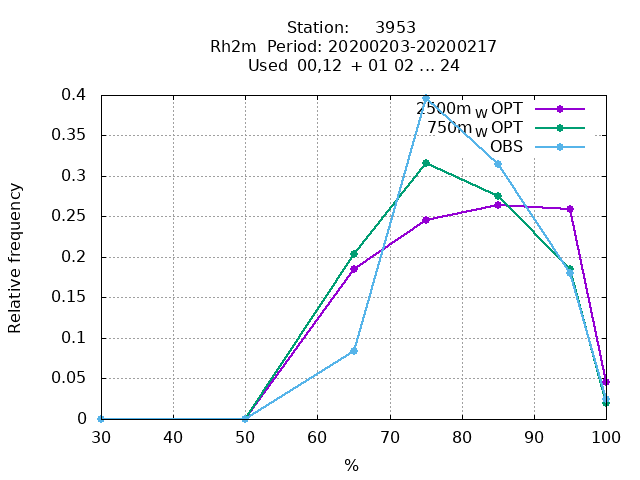 Station: 3953
Rh2m Period: 20200203-20200217
Used 00,12 + 01 02 ... 24
0.4
0.35
0.3
0.25
0.2
0.15
0.1
0.05
0
2500m W OPT
750m W OPT
OBS
Relative frequency
30 40 50 60 70 80 90 100
%